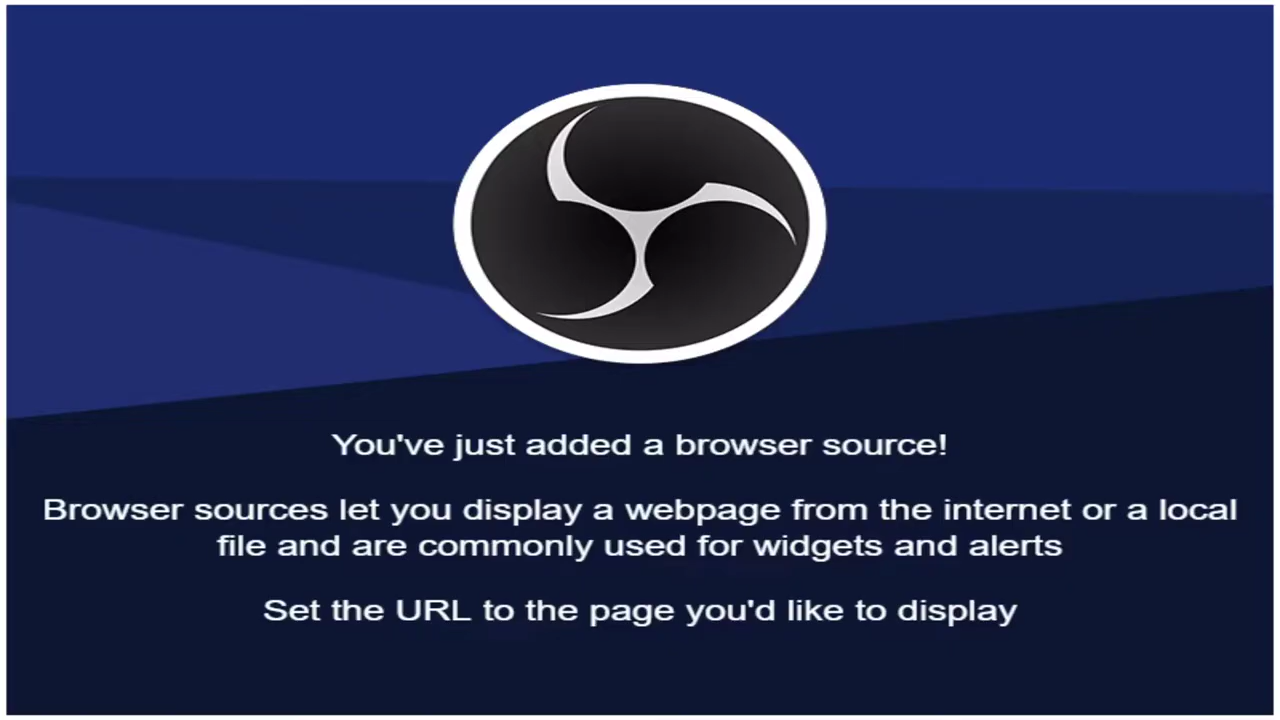 You've just added a browser source!
Browser sources let you display a webpage from the internet or a local
file and are commonly used for widgets and alerts
Set the URL to the page you'd like to display